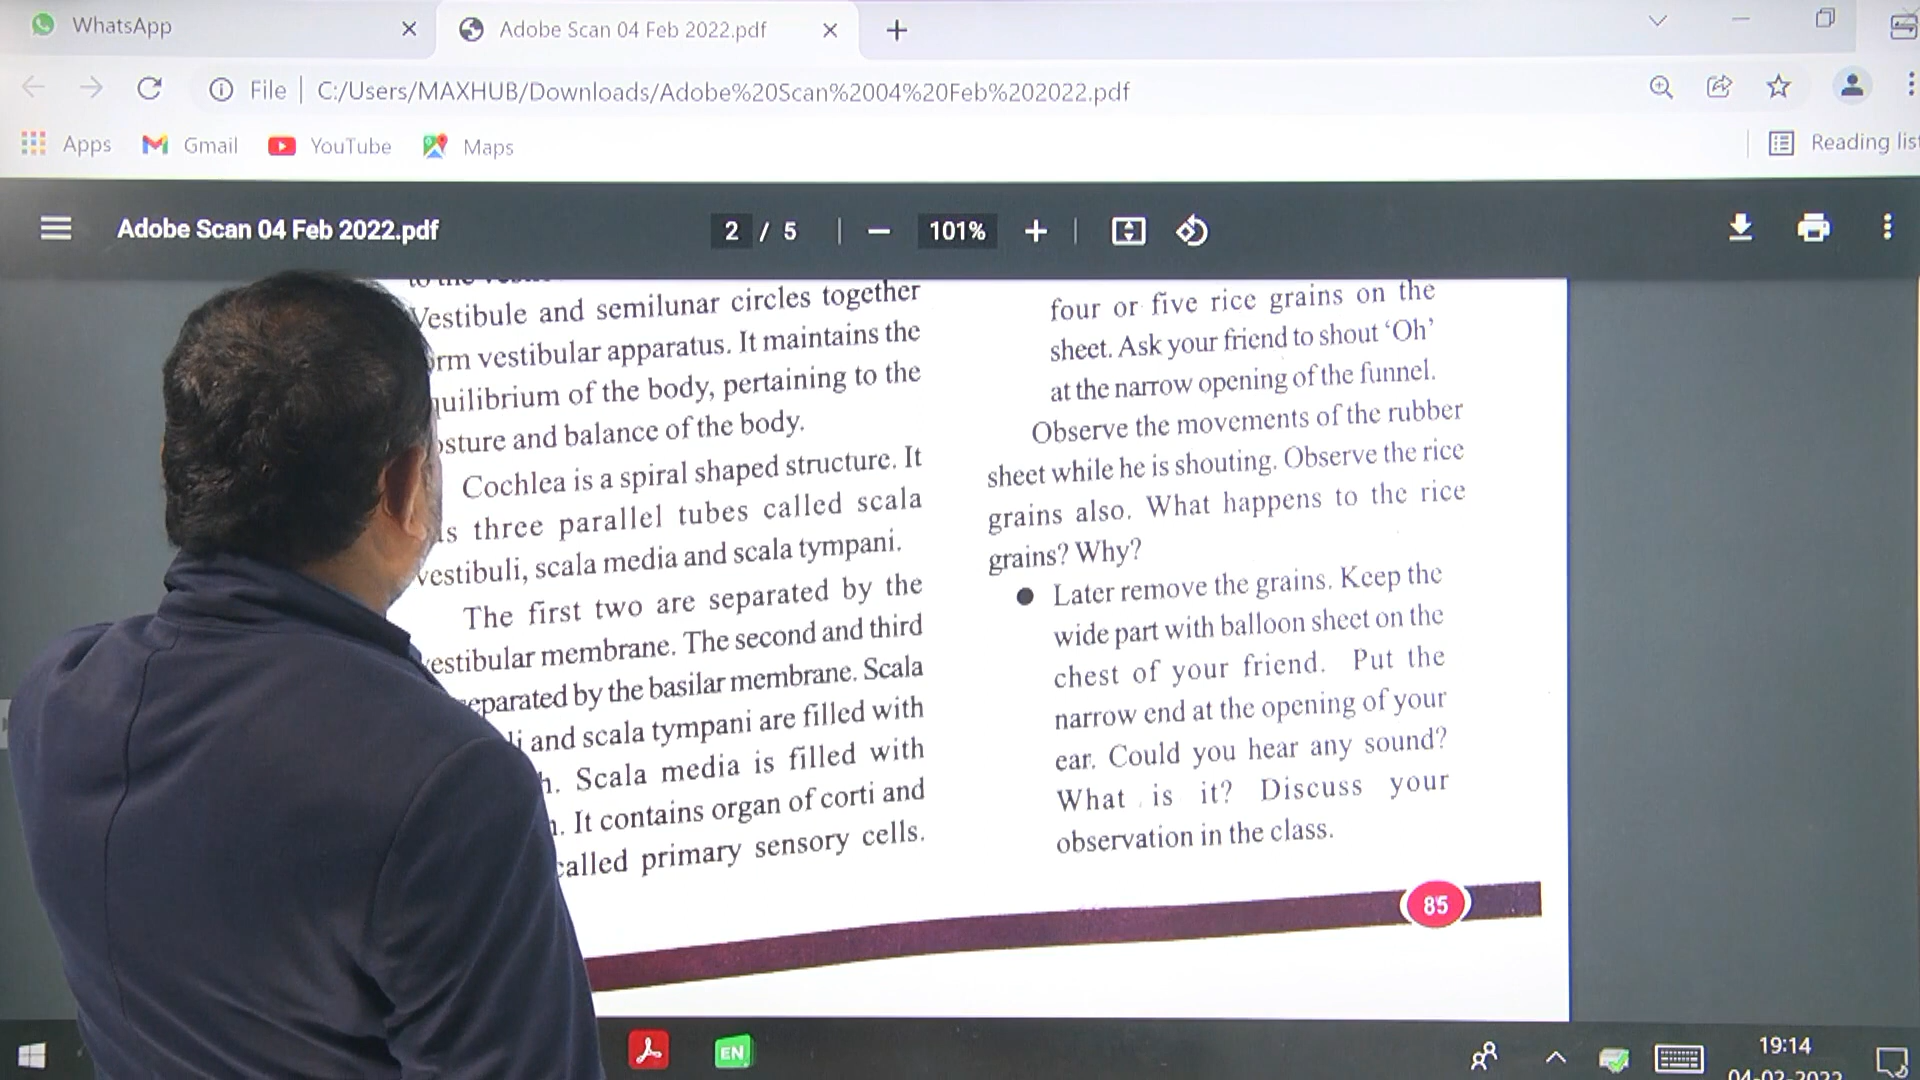 WhatsApp
Adobe Scan 04 Feb 2022.pdf
File
C:/Users/MAXHUB/Downloads/Adobe%20Scan%2004%20Feb%202022.pdf
Apps
Gmail
YouTube
Maps
Reading list
Adobe Scan 04 Feb 2022.pdf
2 / 5
101%
Vestibule and semilunar circles together
rm vestibular apparatus. It maintains the
quilibrium of the body, pertaining to the
osture and balance of the body.
Cochlea is a spiral shaped structure. It
s three parallel tubes called scala
vestibuli, scala media and scala tympani.
The first two are separated by the
vestibular membrane. The second and third
separated by the basilar membrane. Scala
li and scala tympani are filled with
h. Scala media is filled with
. It contains organ of corti and
called primary sensory cells.
four or five rice grains on the
sheet. Ask your friend to shout ‘Oh’
at the narrow opening of the funnel.
Observe the movements of the rubber
sheet while he is shouting. Observe the rice
grains also. What happens to the rice
grains? Why?
● Later remove the grains. Keep the
wide part with balloon sheet on the
chest of your friend. Put the
narrow end at the opening of your
ear. Could you hear any sound?
What is it? Discuss your
observation in the class.
85
EN
19:14
04-02-2022